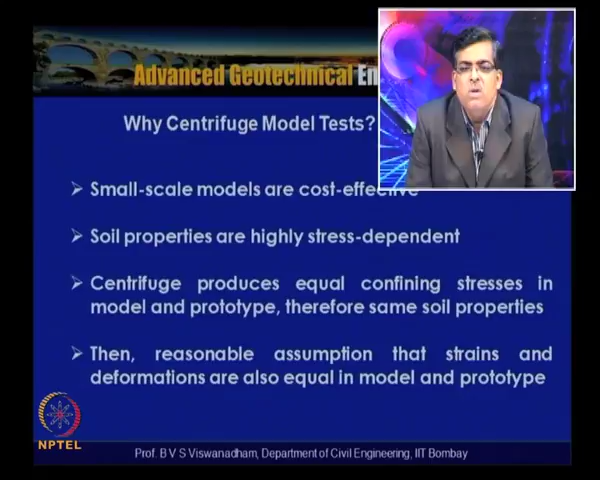 Advanced Geotechnical En
Why Centrifuge Model Tests?
➢ Small-scale models are cost-effective
➢ Soil properties are highly stress-dependent
➢ Centrifuge produces equal confining stresses in
model and prototype, therefore same soil properties
➢ Then, reasonable assumption that strains and
deformations are also equal in model and prototype
NPTEL
Prof. B V S Viswanadham, Department of Civil Engineering, IIT Bombay